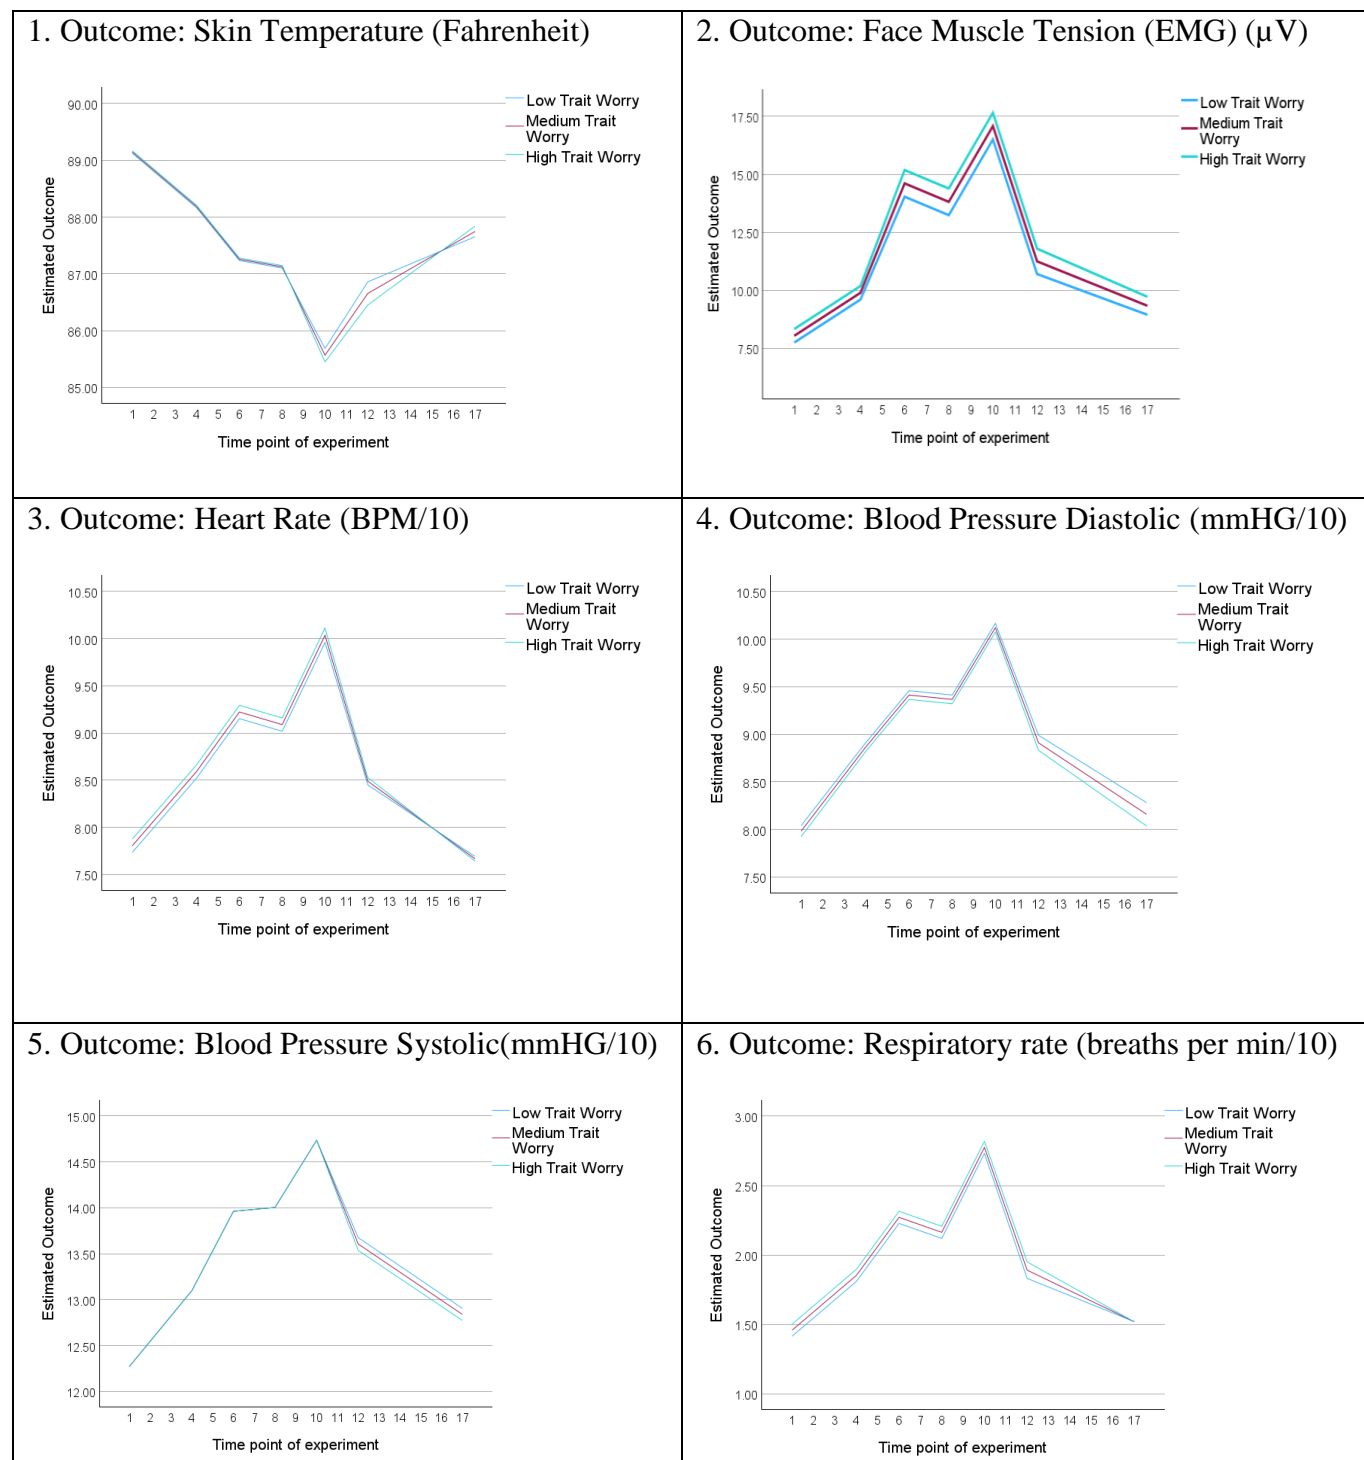 1. Outcome: Skin Temperature (Fahrenheit)
90.00
89.00
88.00
87.00
86.00
85.00
Estimated Outcome
1 2 3 4 5 6 7 8 9 10 11 12 13 14 15 16 17
Time point of experiment
Low Trait Worry
Medium Trait
Worry
High Trait Worry
2. Outcome: Face Muscle Tension (EMG) (µV)
17.50
15.00
12.50
10.00
7.50
Estimated Outcome
1 2 3 4 5 6 7 8 9 10 11 12 13 14 15 16 17
Time point of experiment
Low Trait Worry
Medium Trait
Worry
High Trait Worry
3. Outcome: Heart Rate (BPM/10)
10.50
10.00
9.50
9.00
8.50
8.00
7.50
Estimated Outcome
1 2 3 4 5 6 7 8 9 10 11 12 13 14 15 16 17
Time point of experiment
Low Trait Worry
Medium Trait
Worry
High Trait Worry
4. Outcome: Blood Pressure Diastolic (mmHG/10)
10.50
10.00
9.50
9.00
8.50
8.00
7.50
Estimated Outcome
1 2 3 4 5 6 7 8 9 10 11 12 13 14 15 16 17
Time point of experiment
Low Trait Worry
Medium Trait
Worry
High Trait Worry
5. Outcome: Blood Pressure Systolic(mmHG/10)
15.00
14.50
14.00
13.50
13.00
12.50
12.00
Estimated Outcome
1 2 3 4 5 6 7 8 9 10 11 12 13 14 15 16 17
Time point of experiment
Low Trait Worry
Medium Trait
Worry
High Trait Worry
6. Outcome: Respiratory rate (breaths per min/10)
3.00
2.50
2.00
1.50
1.00
Estimated Outcome
1 2 3 4 5 6 7 8 9 10 11 12 13 14 15 16 17
Time point of experiment
Low Trait Worry
Medium Trait
Worry
High Trait Worry